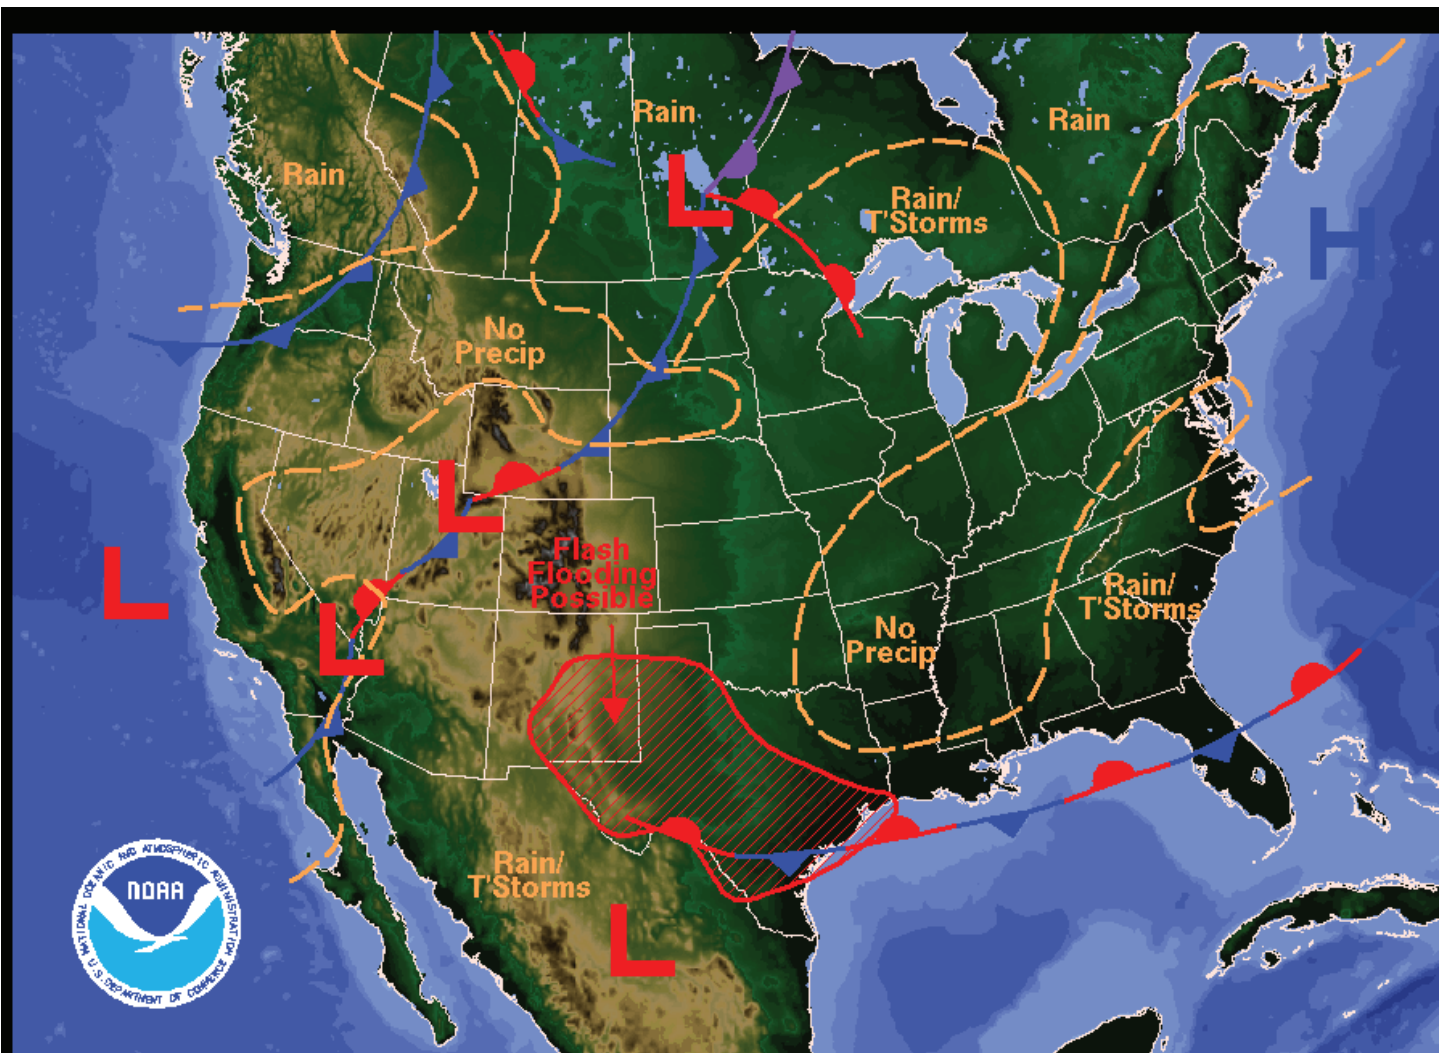 Rain
Rain
Rain
Rain/
T'Storms
H
L
No
Precip
L
Flash
Flooding
Possible
L
Rain/
T'Storms
L
No
Precip
Rain/
T'Storms
L
NOAA
NATIONAL OCEANIC AND ATMOSPHERIC ADMINISTRATION
U.S. DEPARTMENT OF COMMERCE